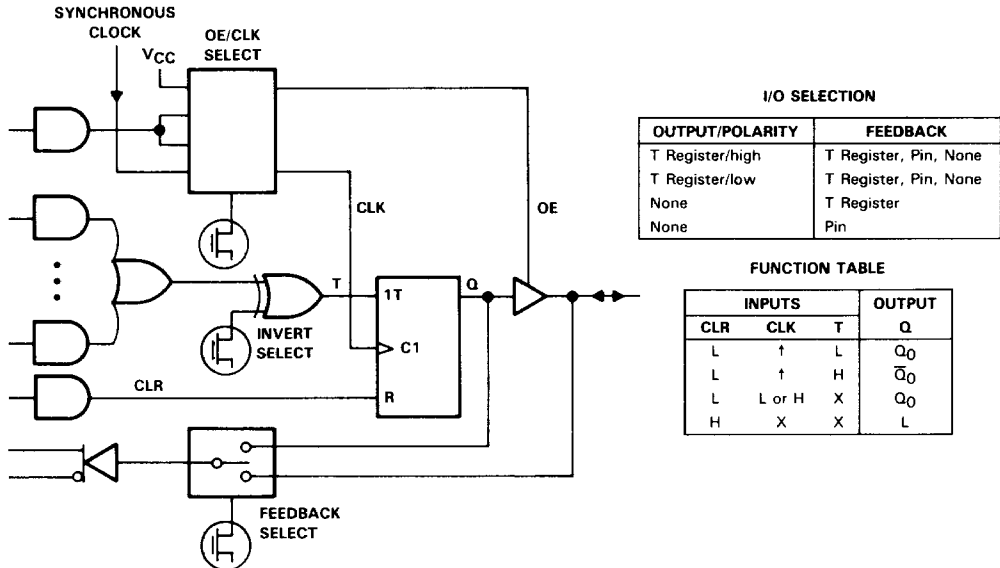 SYNCHRONOUS
CLOCK
OE/CLK
SELECT
VCC
CLK
OE
T
Q
1T
C1
R
INVERT
SELECT
CLR
FEEDBACK
SELECT
I/O SELECTION
OUTPUT/POLARITY FEEDBACK
T Register/high T Register, Pin, None
T Register/low T Register, Pin, None
None T Register
None Pin
FUNCTION TABLE
INPUTS OUTPUT
CLR CLK T Q
L ↑ L Q0
L ↑ H Q̅0
L L or H X Q0
H X X L